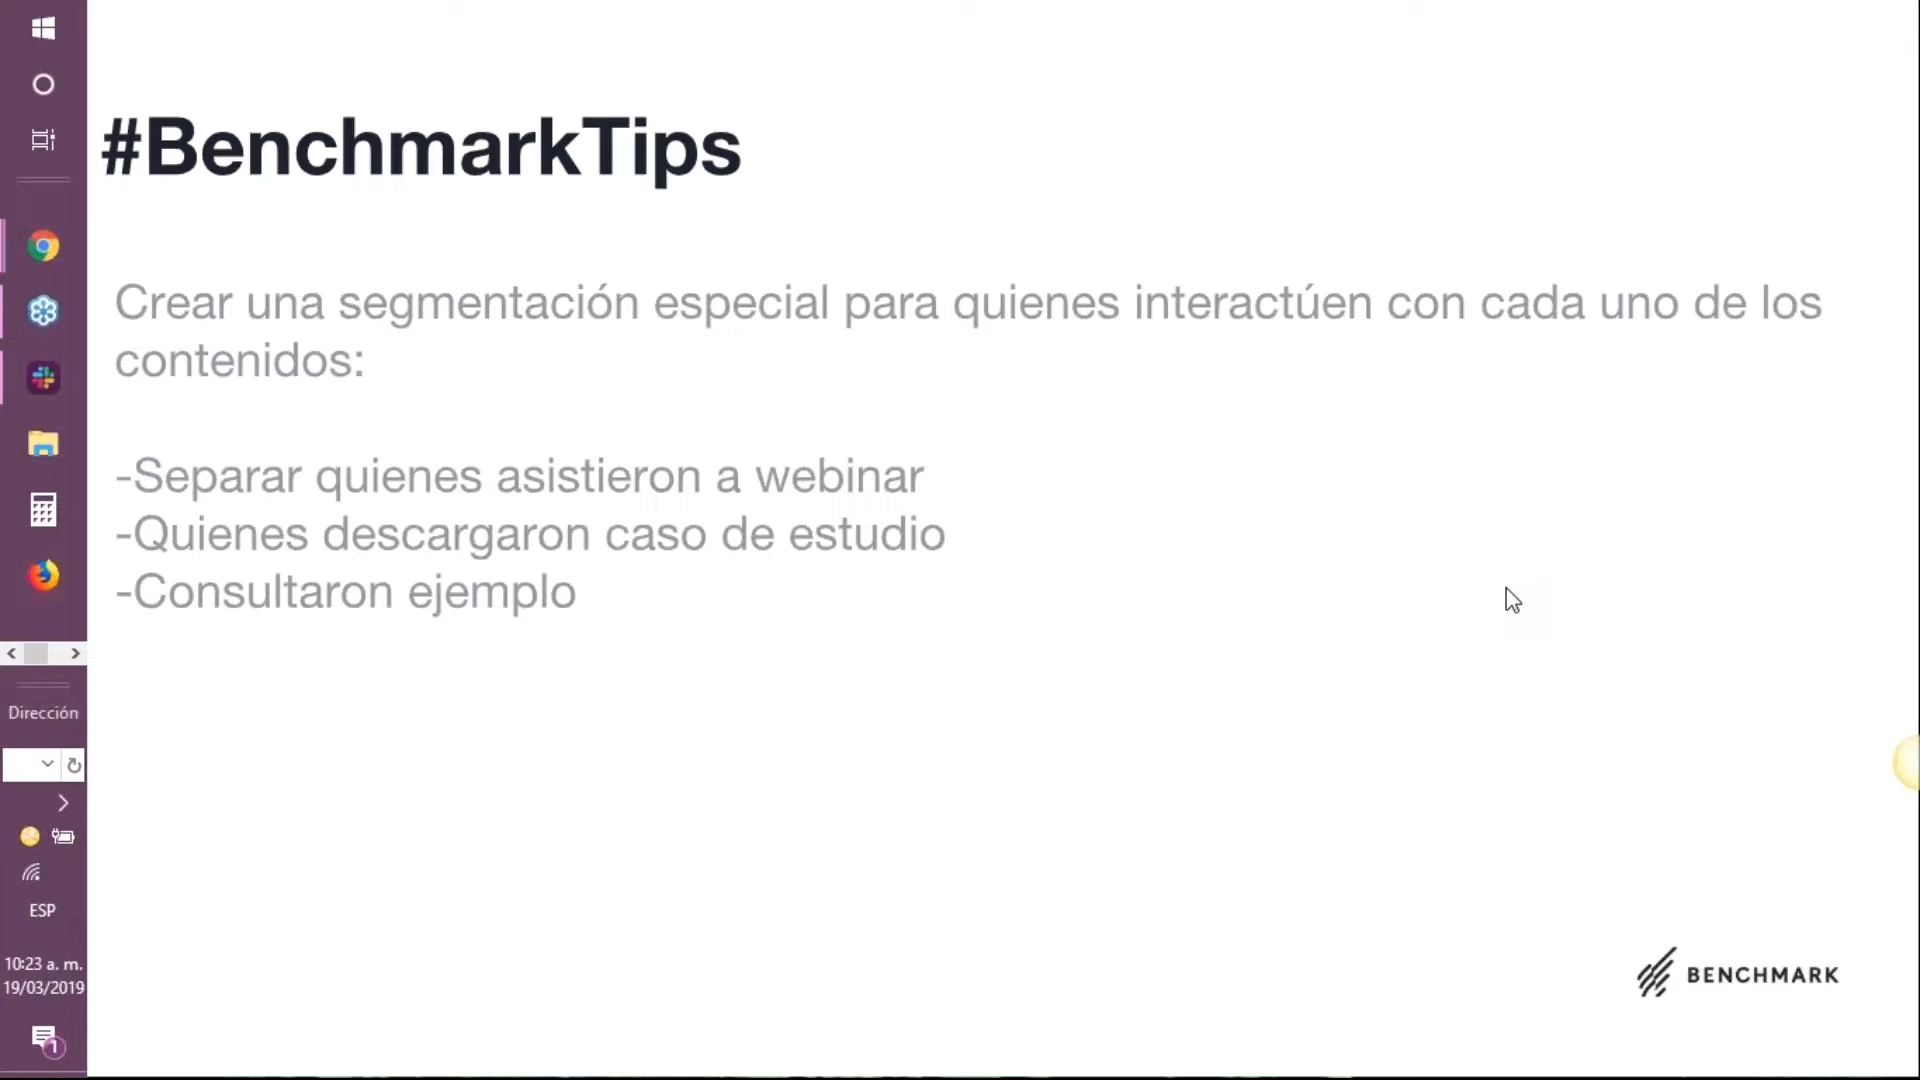 #BenchmarkTips
Crear una segmentación especial para quienes interactúen con cada uno de los
contenidos:
-Separar quienes asistieron a webinar
-Quienes descargaron caso de estudio
-Consultaron ejemplo
Dirección
ESP
10:23 a. m.
19/03/2019
1
BENCHMARK